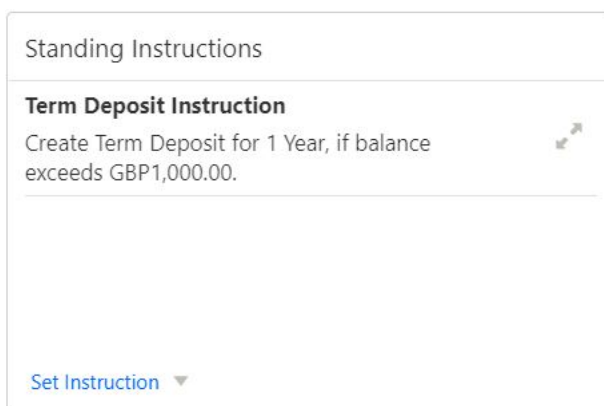 Standing Instructions
Term Deposit Instruction
Create Term Deposit for 1 Year, if balance
exceeds GBP1,000.00.
Set Instruction